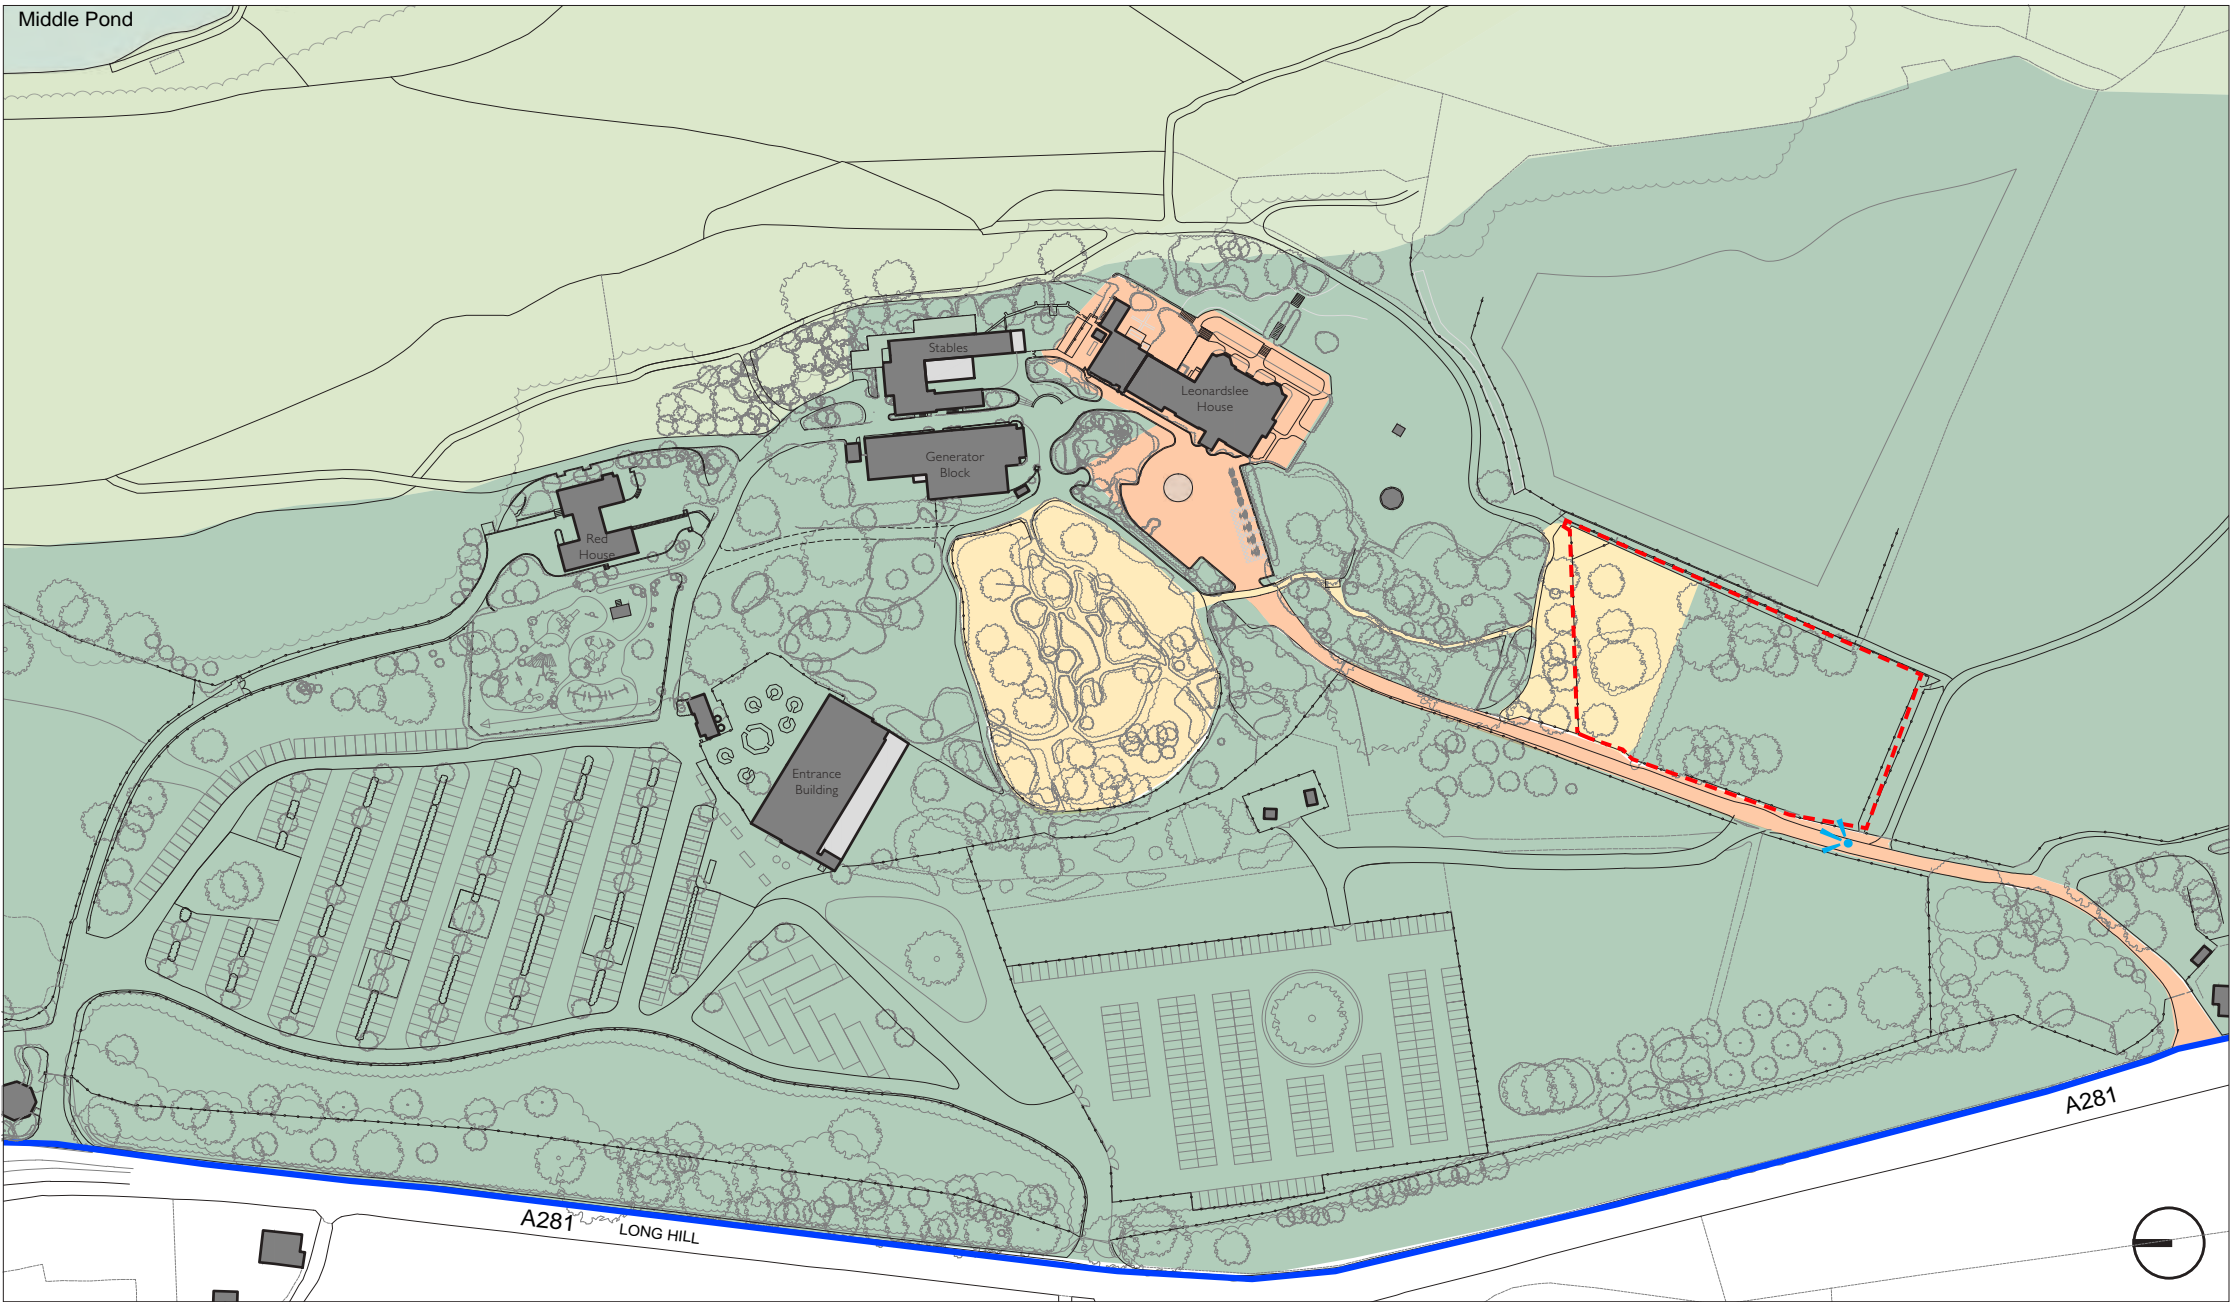 Middle Pond
Stables
Leonardslee
House
Generator
Block
Red
House
Entrance
Building
A281
A281
LONG HILL